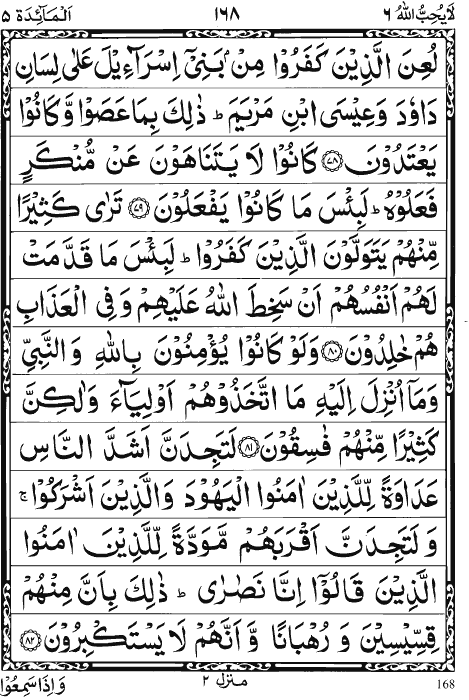 لَا يُحِبُّ اللّٰهُ ٦ ١٦٨ اَلْمَآئِدَة ٥
لُعِنَ الَّذِيْنَ كَفَرُوْا مِنْۢ بَنِىْٓ اِسْرَآءِيْلَ عَلٰى لِسَانِ
دَاوٗدَ وَعِيْسَى ابْنِ مَرْيَمَ ؕ ذٰلِكَ بِمَا عَصَوْا وَّكَانُوْا
يَعْتَدُوْنَ ﴿٧٨﴾ كَانُوْا لَا يَتَنَاهَوْنَ عَنْ مُّنْكَرٍ
فَعَلُوْهُ ؕ لَبِئْسَ مَا كَانُوْا يَفْعَلُوْنَ ﴿٧٩﴾ تَرٰى كَثِيْرًا
مِّنْهُمْ يَتَوَلَّوْنَ الَّذِيْنَ كَفَرُوْا ؕ لَبِئْسَ مَا قَدَّمَتْ
لَهُمْ اَنْفُسُهُمْ اَنْ سَخِطَ اللّٰهُ عَلَيْهِمْ وَفِى الْعَذَابِ
هُمْ خٰلِدُوْنَ ﴿٨٠﴾ وَلَوْ كَانُوْا يُؤْمِنُوْنَ بِاللّٰهِ وَالنَّبِىِّ
وَمَآ اُنْزِلَ اِلَيْهِ مَا اتَّخَذُوْهُمْ اَوْلِيَآءَ وَلٰكِنَّ
كَثِيْرًا مِّنْهُمْ فٰسِقُوْنَ ﴿٨١﴾ لَتَجِدَنَّ اَشَدَّ النَّاسِ
عَدَاوَةً لِّلَّذِيْنَ اٰمَنُوا الْيَهُوْدَ وَالَّذِيْنَ اَشْرَكُوْا ۚ
وَلَتَجِدَنَّ اَقْرَبَهُمْ مَّوَدَّةً لِّلَّذِيْنَ اٰمَنُوا
الَّذِيْنَ قَالُوْٓا اِنَّا نَصٰرٰى ؕ ذٰلِكَ بِاَنَّ مِنْهُمْ
قِسِّيْسِيْنَ وَرُهْبَانًا وَّاَنَّهُمْ لَا يَسْتَكْبِرُوْنَ ﴿٨٢﴾
168 منزل ٢ وَاِذَا سَمِعُوْا